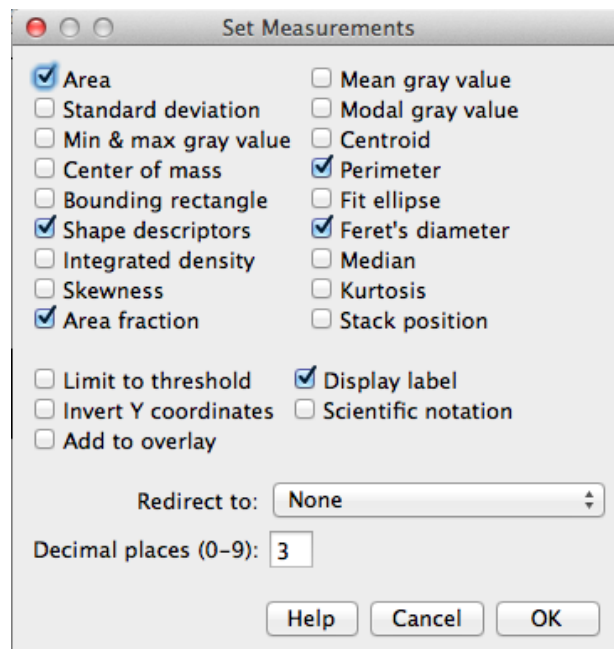 Set Measurements
Area
Mean gray value
Standard deviation
Modal gray value
Min & max gray value
Centroid
Center of mass
Perimeter
Bounding rectangle
Fit ellipse
Shape descriptors
Feret's diameter
Integrated density
Median
Skewness
Kurtosis
Area fraction
Stack position
Limit to threshold
Display label
Invert Y coordinates
Scientific notation
Add to overlay
Redirect to: None
Decimal places (0-9): 3
Help
Cancel
OK